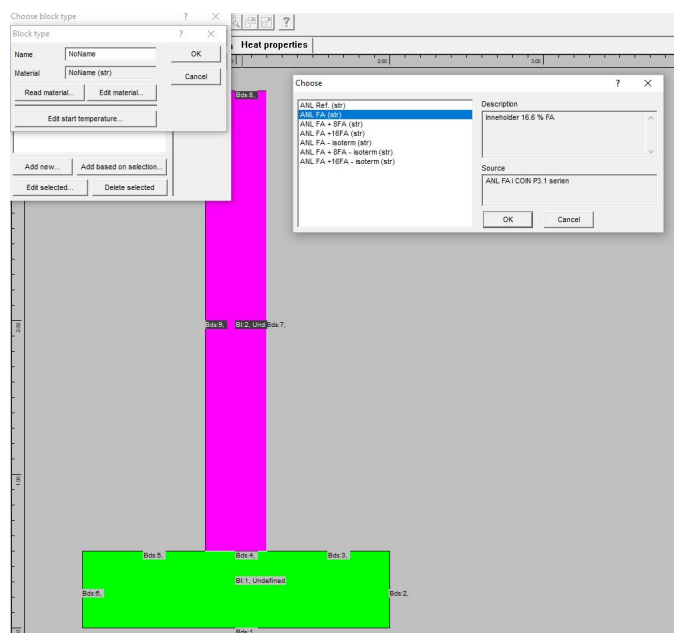 Choose block type ? ×
Block type ? ×
Name NoName OK
Material NoName (str) Cancel
Read material... Edit material...
Edit start temperature...
Add new... Add based on selection...
Edit selected... Delete selected
?
Heat properties
2.00 3.00
Choose ? ×
ANL Ref. (str)
ANL FA (str)
ANL FA + 8FA (str)
ANL FA +16FA (str)
ANL FA - isoterm (str)
ANL FA + 8FA - isoterm (str)
ANL FA +16FA - isoterm (str)
Description
Inneholder 16.6 % FA
Source
ANL FA i COIN P3.1 serien
OK Cancel
Bds:8,
2.00
Bds:9, Bl:2, Und Bds:7,
1.00
Bds:5, Bds:4, Bds:3,
Bl:1, Undefined
Bds:6, Bds:2,
Bds:1